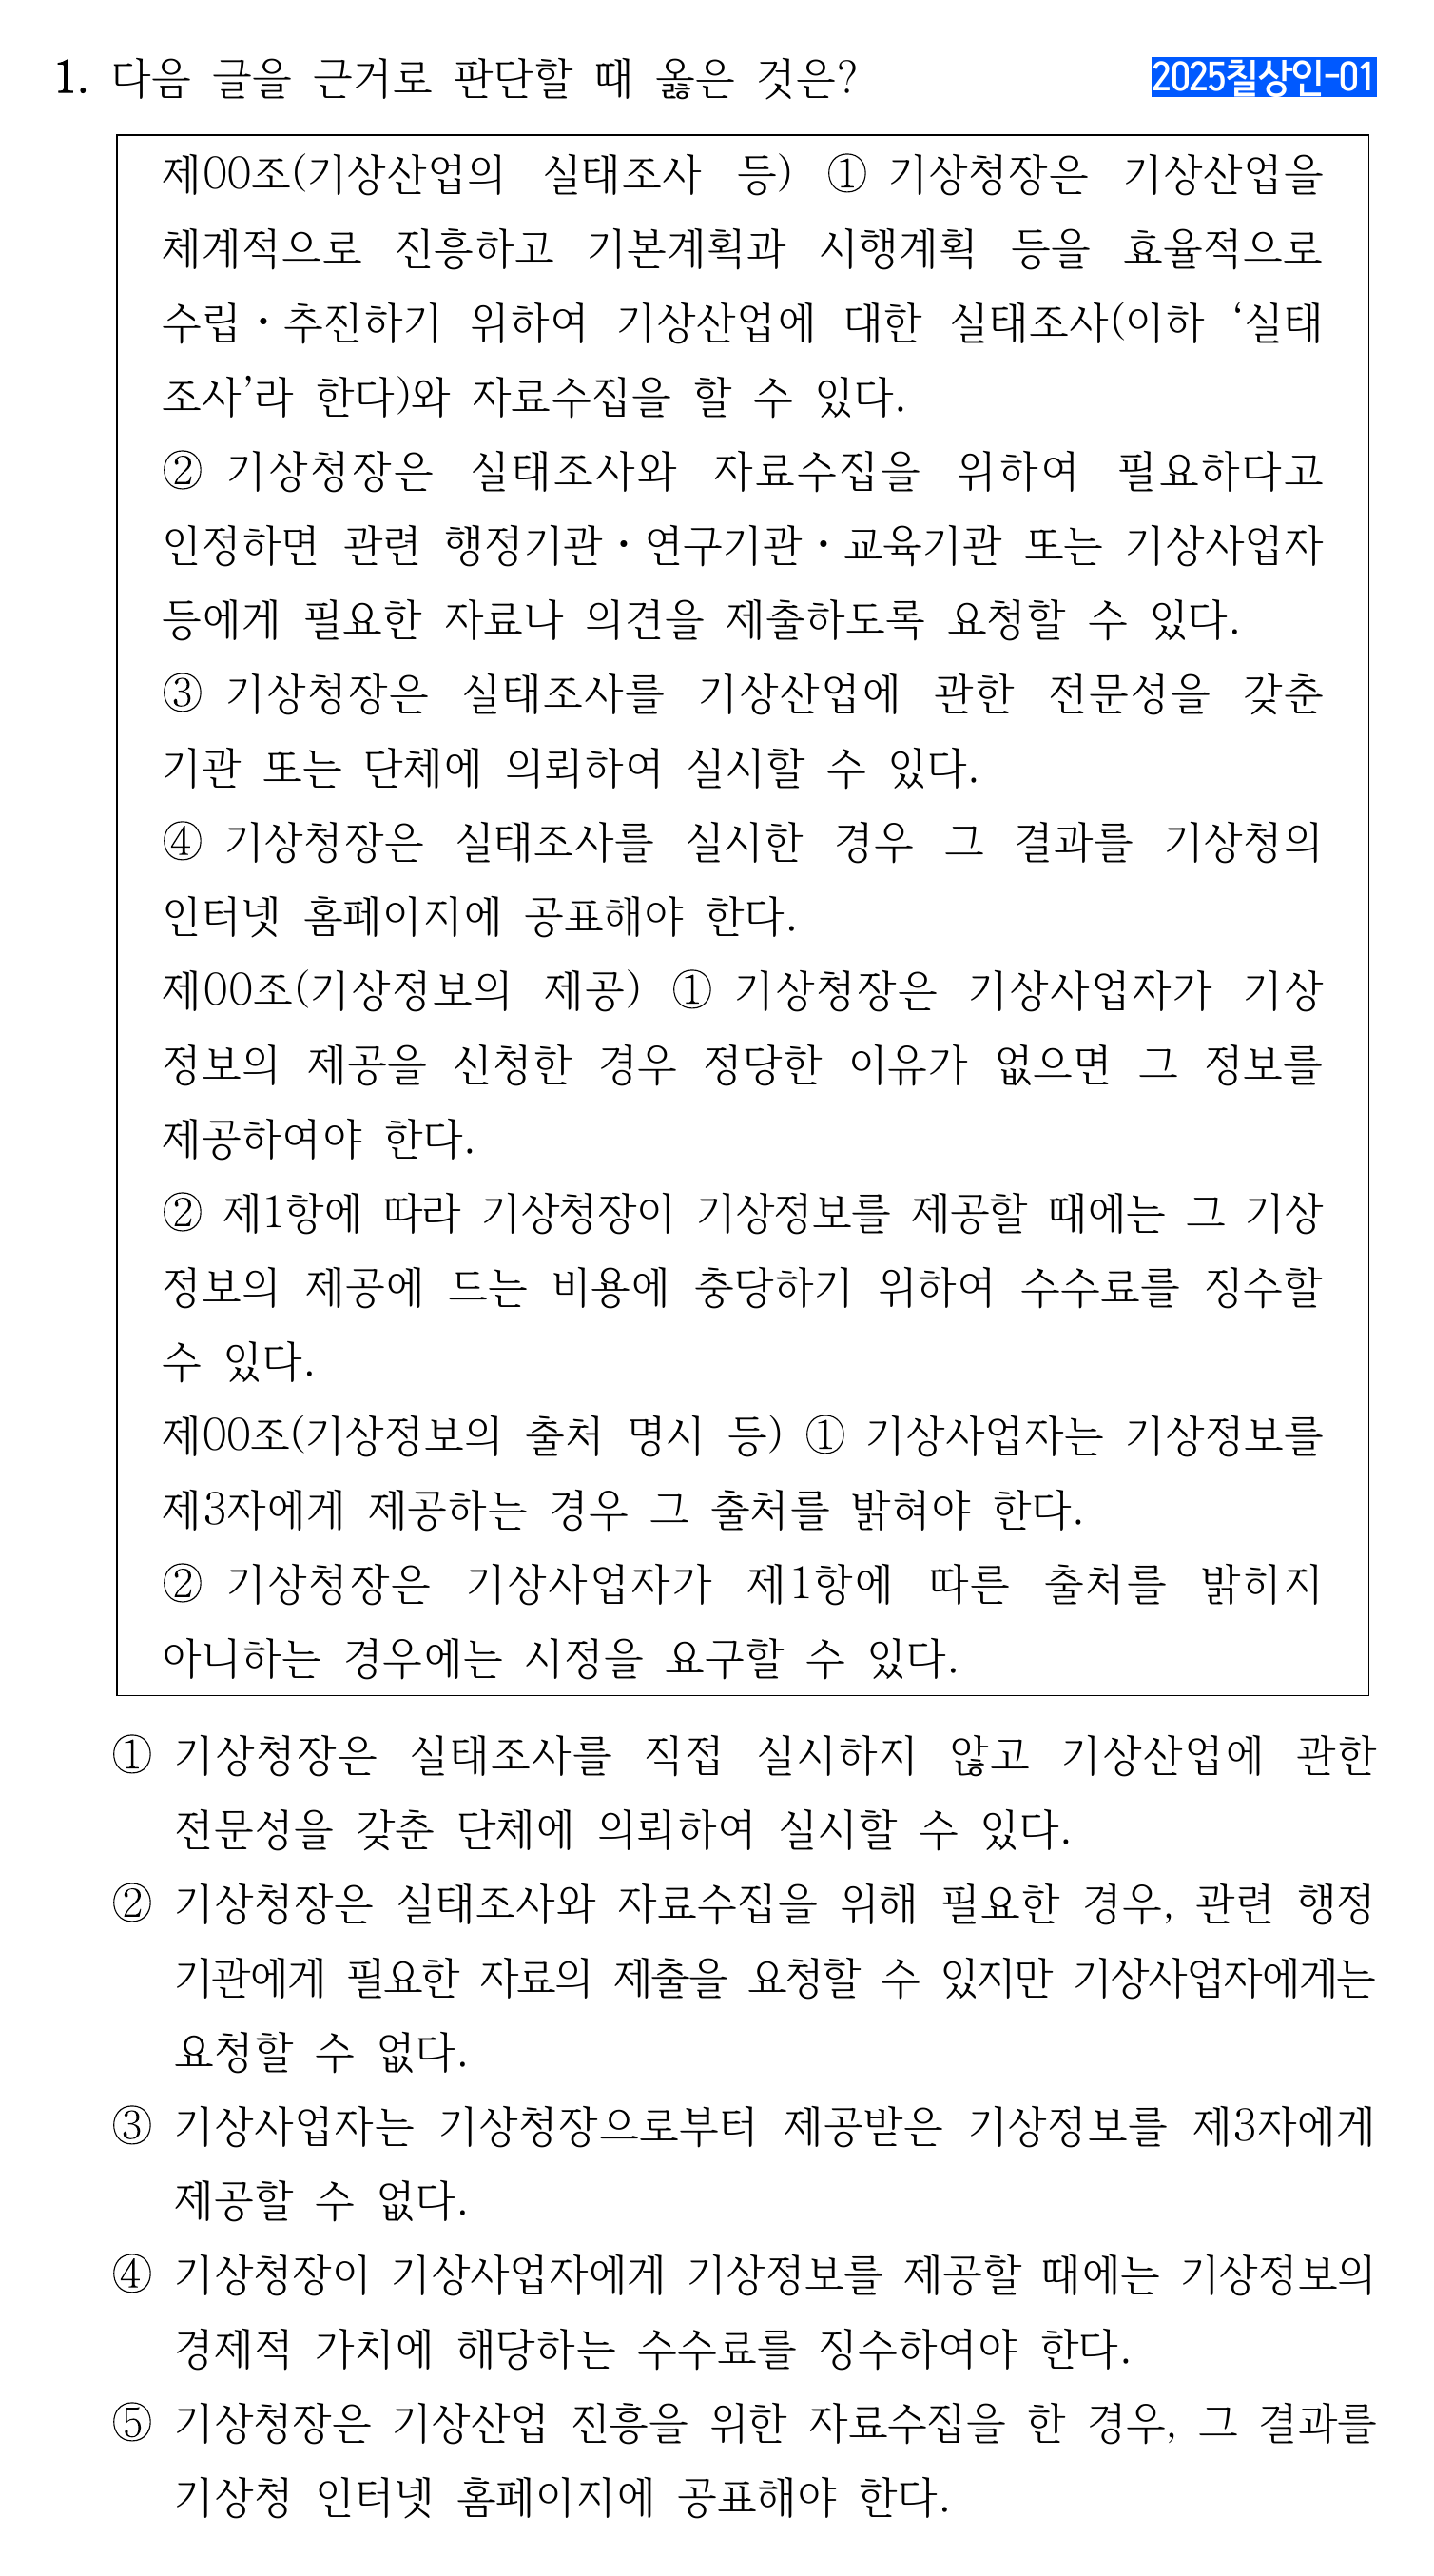 1. 다음 글을 근거로 판단할 때 옳은 것은?
2025칠상인-01
제00조(기상산업의 실태조사 등) ① 기상청장은 기상산업을
체계적으로 진흥하고 기본계획과 시행계획 등을 효율적으로
수립·추진하기 위하여 기상산업에 대한 실태조사(이하 ‘실태
조사’라 한다)와 자료수집을 할 수 있다.
② 기상청장은 실태조사와 자료수집을 위하여 필요하다고
인정하면 관련 행정기관·연구기관·교육기관 또는 기상사업자
등에게 필요한 자료나 의견을 제출하도록 요청할 수 있다.
③ 기상청장은 실태조사를 기상산업에 관한 전문성을 갖춘
기관 또는 단체에 의뢰하여 실시할 수 있다.
④ 기상청장은 실태조사를 실시한 경우 그 결과를 기상청의
인터넷 홈페이지에 공표해야 한다.
제00조(기상정보의 제공) ① 기상청장은 기상사업자가 기상
정보의 제공을 신청한 경우 정당한 이유가 없으면 그 정보를
제공하여야 한다.
② 제1항에 따라 기상청장이 기상정보를 제공할 때에는 그 기상
정보의 제공에 드는 비용에 충당하기 위하여 수수료를 징수할
수 있다.
제00조(기상정보의 출처 명시 등) ① 기상사업자는 기상정보를
제3자에게 제공하는 경우 그 출처를 밝혀야 한다.
② 기상청장은 기상사업자가 제1항에 따른 출처를 밝히지
아니하는 경우에는 시정을 요구할 수 있다.
① 기상청장은 실태조사를 직접 실시하지 않고 기상산업에 관한
전문성을 갖춘 단체에 의뢰하여 실시할 수 있다.
② 기상청장은 실태조사와 자료수집을 위해 필요한 경우, 관련 행정
기관에게 필요한 자료의 제출을 요청할 수 있지만 기상사업자에게는
요청할 수 없다.
③ 기상사업자는 기상청장으로부터 제공받은 기상정보를 제3자에게
제공할 수 없다.
④ 기상청장이 기상사업자에게 기상정보를 제공할 때에는 기상정보의
경제적 가치에 해당하는 수수료를 징수하여야 한다.
⑤ 기상청장은 기상산업 진흥을 위한 자료수집을 한 경우, 그 결과를
기상청 인터넷 홈페이지에 공표해야 한다.